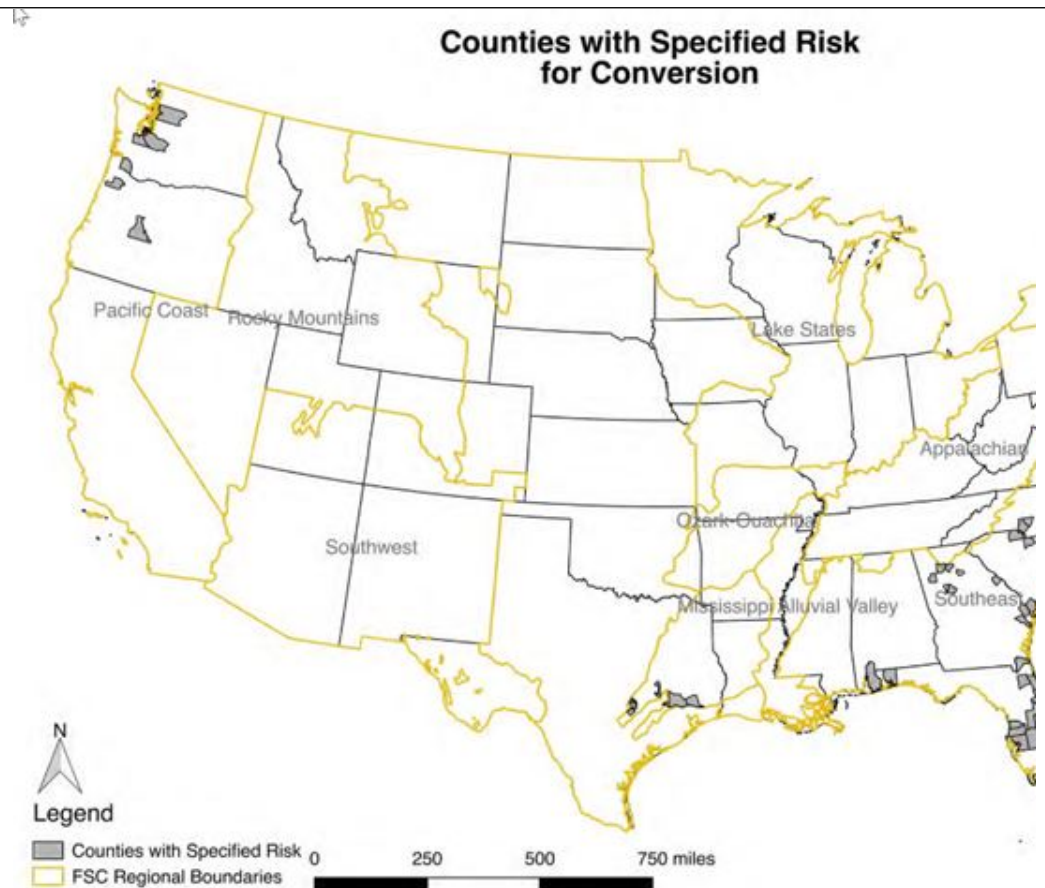 Counties with Specified Risk
for Conversion
Pacific Coast
Rocky Mountains
Lake States
Appalachian
Ozark-Ouachita
Southwest
Mississippi Alluvial Valley
Southeast
N
Legend
Counties with Specified Risk
FSC Regional Boundaries
0 250 500 750 miles